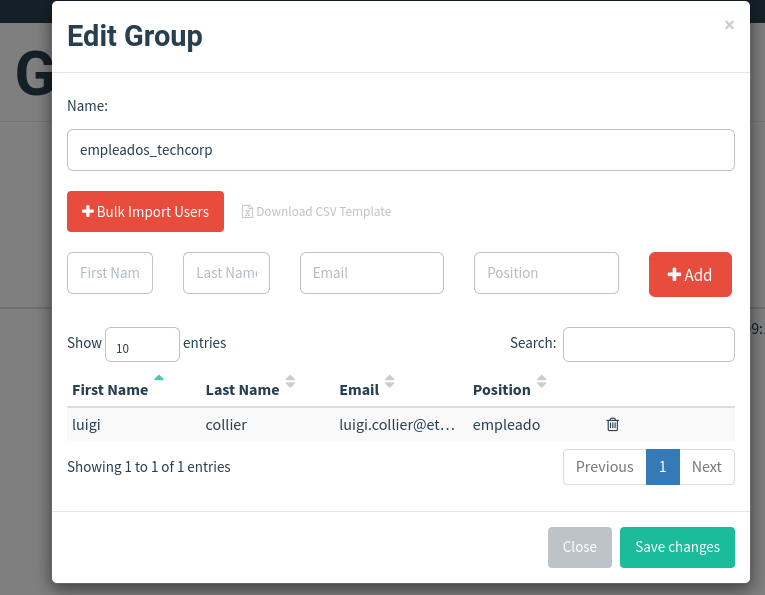 Edit Group
×
G
Name:
empleados_techcorp
Bulk Import Users
Download CSV Template
First Nam
Last Name
Email
Position
Add
Show 10 entries
Search:
9:
First Name Last Name Email Position
luigi collier luigi.collier@et… empleado
Showing 1 to 1 of 1 entries
Previous 1 Next
Close
Save changes